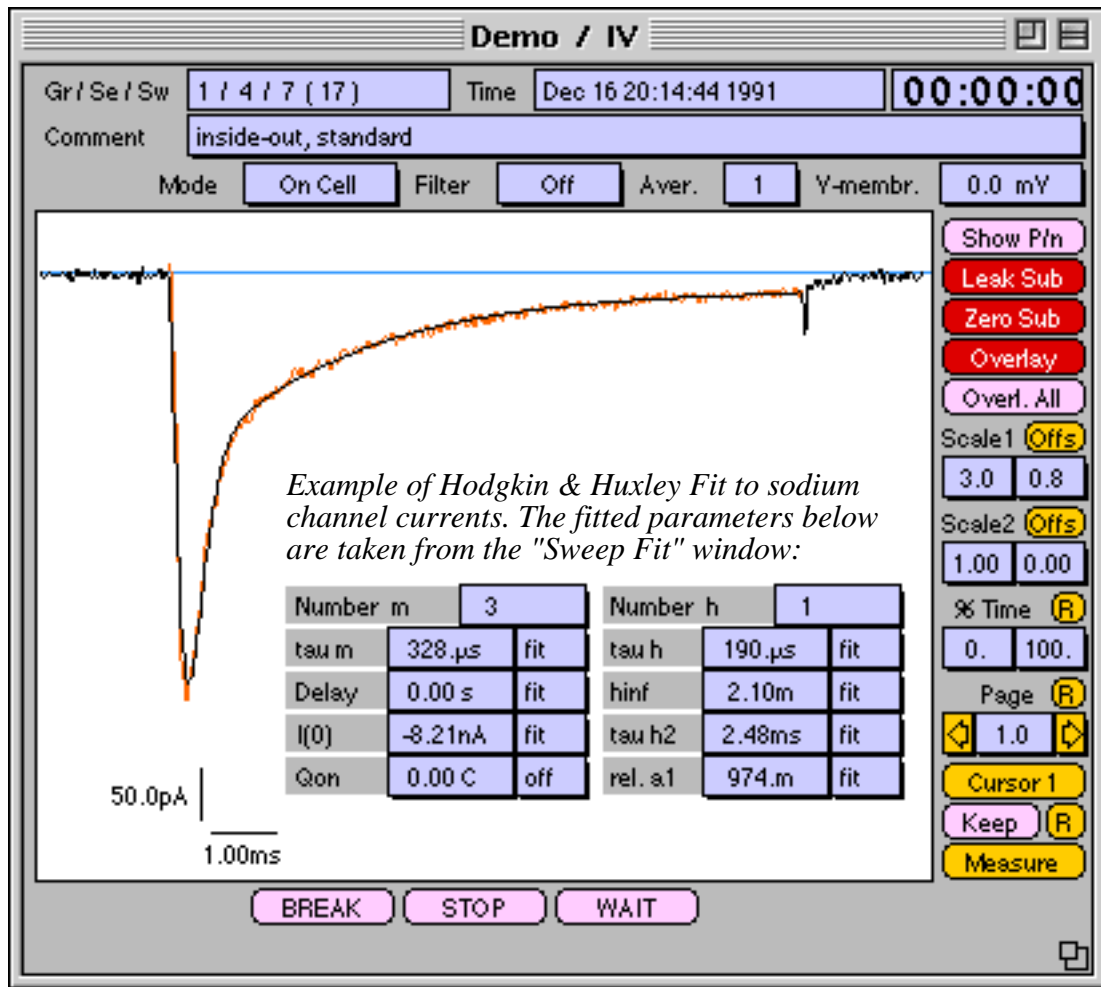 Demo / IV
Gr / Se / Sw 1 / 4 / 7 ( 17 ) Time Dec 16 20:14:44 1991 00:00:00
Comment inside-out, standard
Mode On Cell Filter Off Aver. 1 V-membr. 0.0 mV
Show P/n
Leak Sub
Zero Sub
Overlay
Overl. All
Scale1 Offs
3.0 0.8
Scale2 Offs
1.00 0.00
% Time R
0. 100.
Page R
1.0
Cursor 1
Keep R
Measure
Example of Hodgkin & Huxley Fit to sodium
channel currents. The fitted parameters below
are taken from the "Sweep Fit" window:
Number m 3 Number h 1
tau m 328.µs fit tau h 190.µs fit
Delay 0.00 s fit hinf 2.10m fit
I(0) -8.21nA fit tau h2 2.48ms fit
Qon 0.00 C off rel. a1 974.m fit
50.0pA
1.00ms
BREAK STOP WAIT